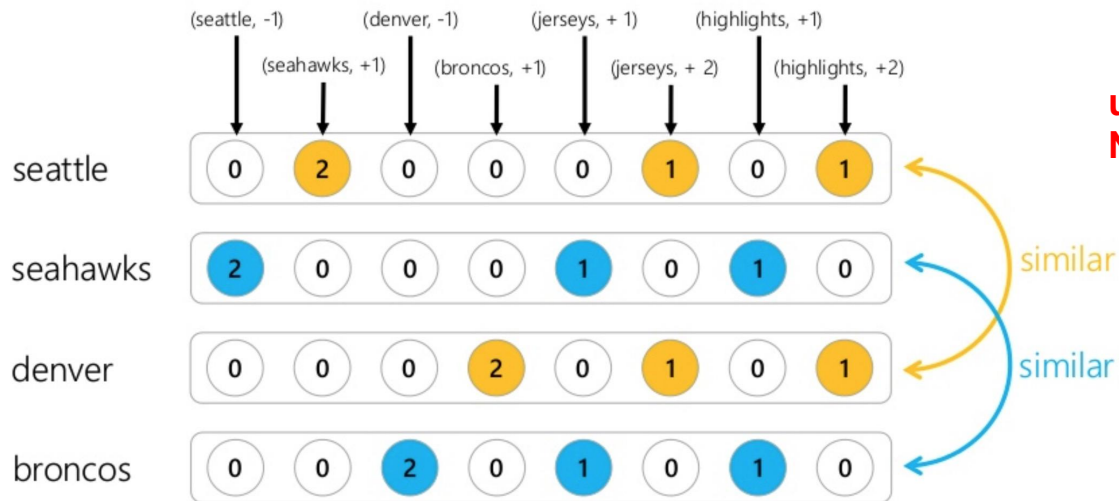 (seattle, -1) (denver, -1) (jerseys, + 1) (highlights, +1)
(seahawks, +1) (broncos, +1) (jerseys, + 2) (highlights, +2)
seattle 0 2 0 0 0 1 0 1
seahawks 2 0 0 0 1 0 1 0
similar
denver 0 0 0 2 0 1 0 1
similar
broncos 0 0 2 0 1 0 1 0